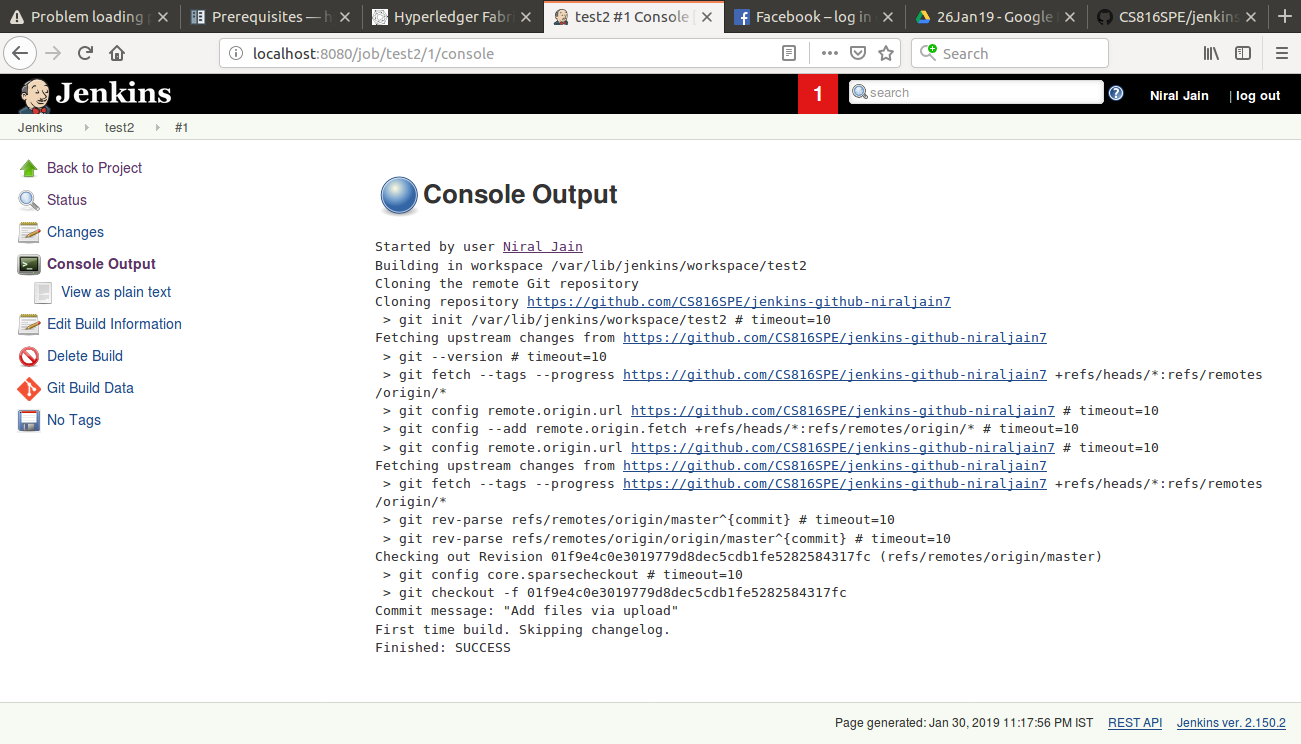 Problem loading p
Prerequisites — h
Hyperledger Fabri
test2 #1 Console [
Facebook – log in o
26Jan19 - Google D
CS816SPE/jenkins
localhost:8080/job/test2/1/console
Search
Jenkins
1
search
Niral Jain
| log out
Jenkins
test2
#1
Back to Project
Status
Changes
Console Output
View as plain text
Edit Build Information
Delete Build
Git Build Data
No Tags
Console Output
Started by user Niral Jain
Building in workspace /var/lib/jenkins/workspace/test2
Cloning the remote Git repository
Cloning repository https://github.com/CS816SPE/jenkins-github-niraljain7
> git init /var/lib/jenkins/workspace/test2 # timeout=10
Fetching upstream changes from https://github.com/CS816SPE/jenkins-github-niraljain7
> git --version # timeout=10
> git fetch --tags --progress https://github.com/CS816SPE/jenkins-github-niraljain7 +refs/heads/*:refs/remotes
/origin/*
> git config remote.origin.url https://github.com/CS816SPE/jenkins-github-niraljain7 # timeout=10
> git config --add remote.origin.fetch +refs/heads/*:refs/remotes/origin/* # timeout=10
> git config remote.origin.url https://github.com/CS816SPE/jenkins-github-niraljain7 # timeout=10
Fetching upstream changes from https://github.com/CS816SPE/jenkins-github-niraljain7
> git fetch --tags --progress https://github.com/CS816SPE/jenkins-github-niraljain7 +refs/heads/*:refs/remotes
/origin/*
> git rev-parse refs/remotes/origin/master^{commit} # timeout=10
> git rev-parse refs/remotes/origin/origin/master^{commit} # timeout=10
Checking out Revision 01f9e4c0e3019779d8dec5cdb1fe5282584317fc (refs/remotes/origin/master)
> git config core.sparsecheckout # timeout=10
> git checkout -f 01f9e4c0e3019779d8dec5cdb1fe5282584317fc
Commit message: "Add files via upload"
First time build. Skipping changelog.
Finished: SUCCESS
Page generated: Jan 30, 2019 11:17:56 PM IST
REST API
Jenkins ver. 2.150.2